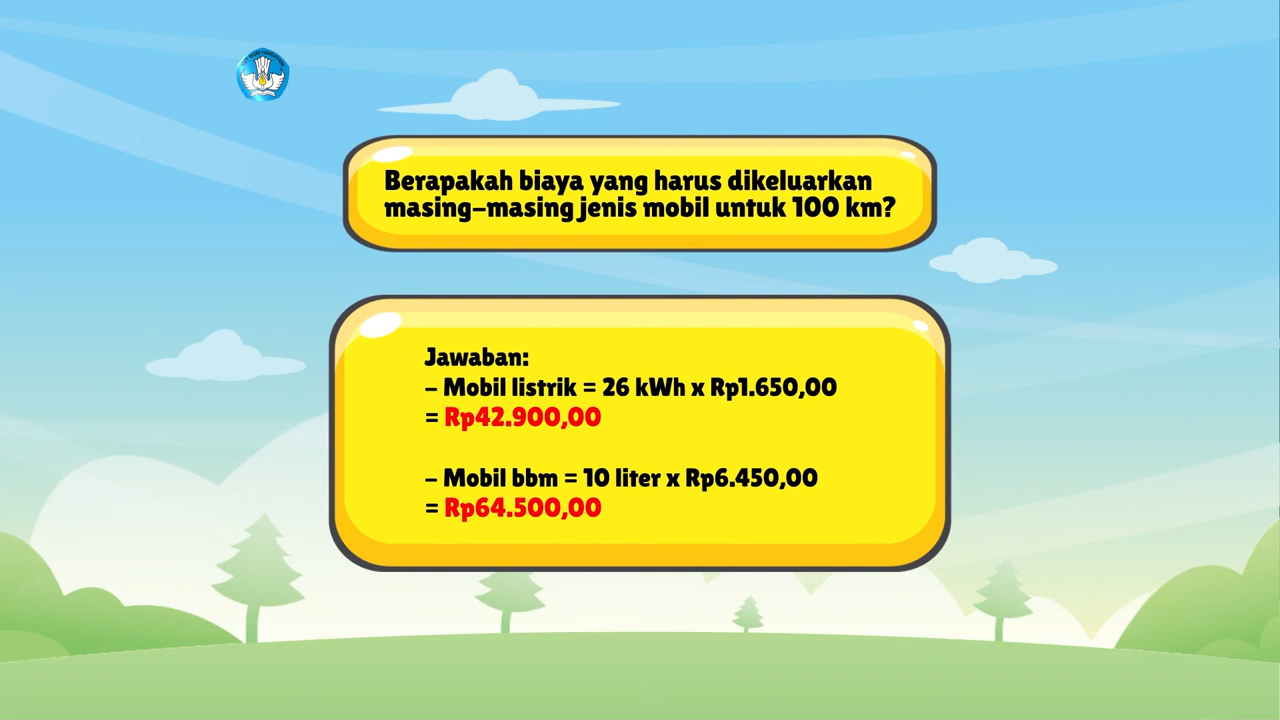 Berapakah biaya yang harus dikeluarkan
masing-masing jenis mobil untuk 100 km?
Jawaban:
- Mobil listrik = 26 kWh x Rp1.650,00
= Rp42.900,00
- Mobil bbm = 10 liter x Rp6.450,00
= Rp64.500,00